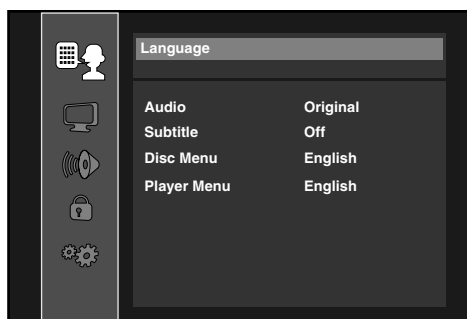 Language
Audio Original
Subtitle Off
Disc Menu English
Player Menu English